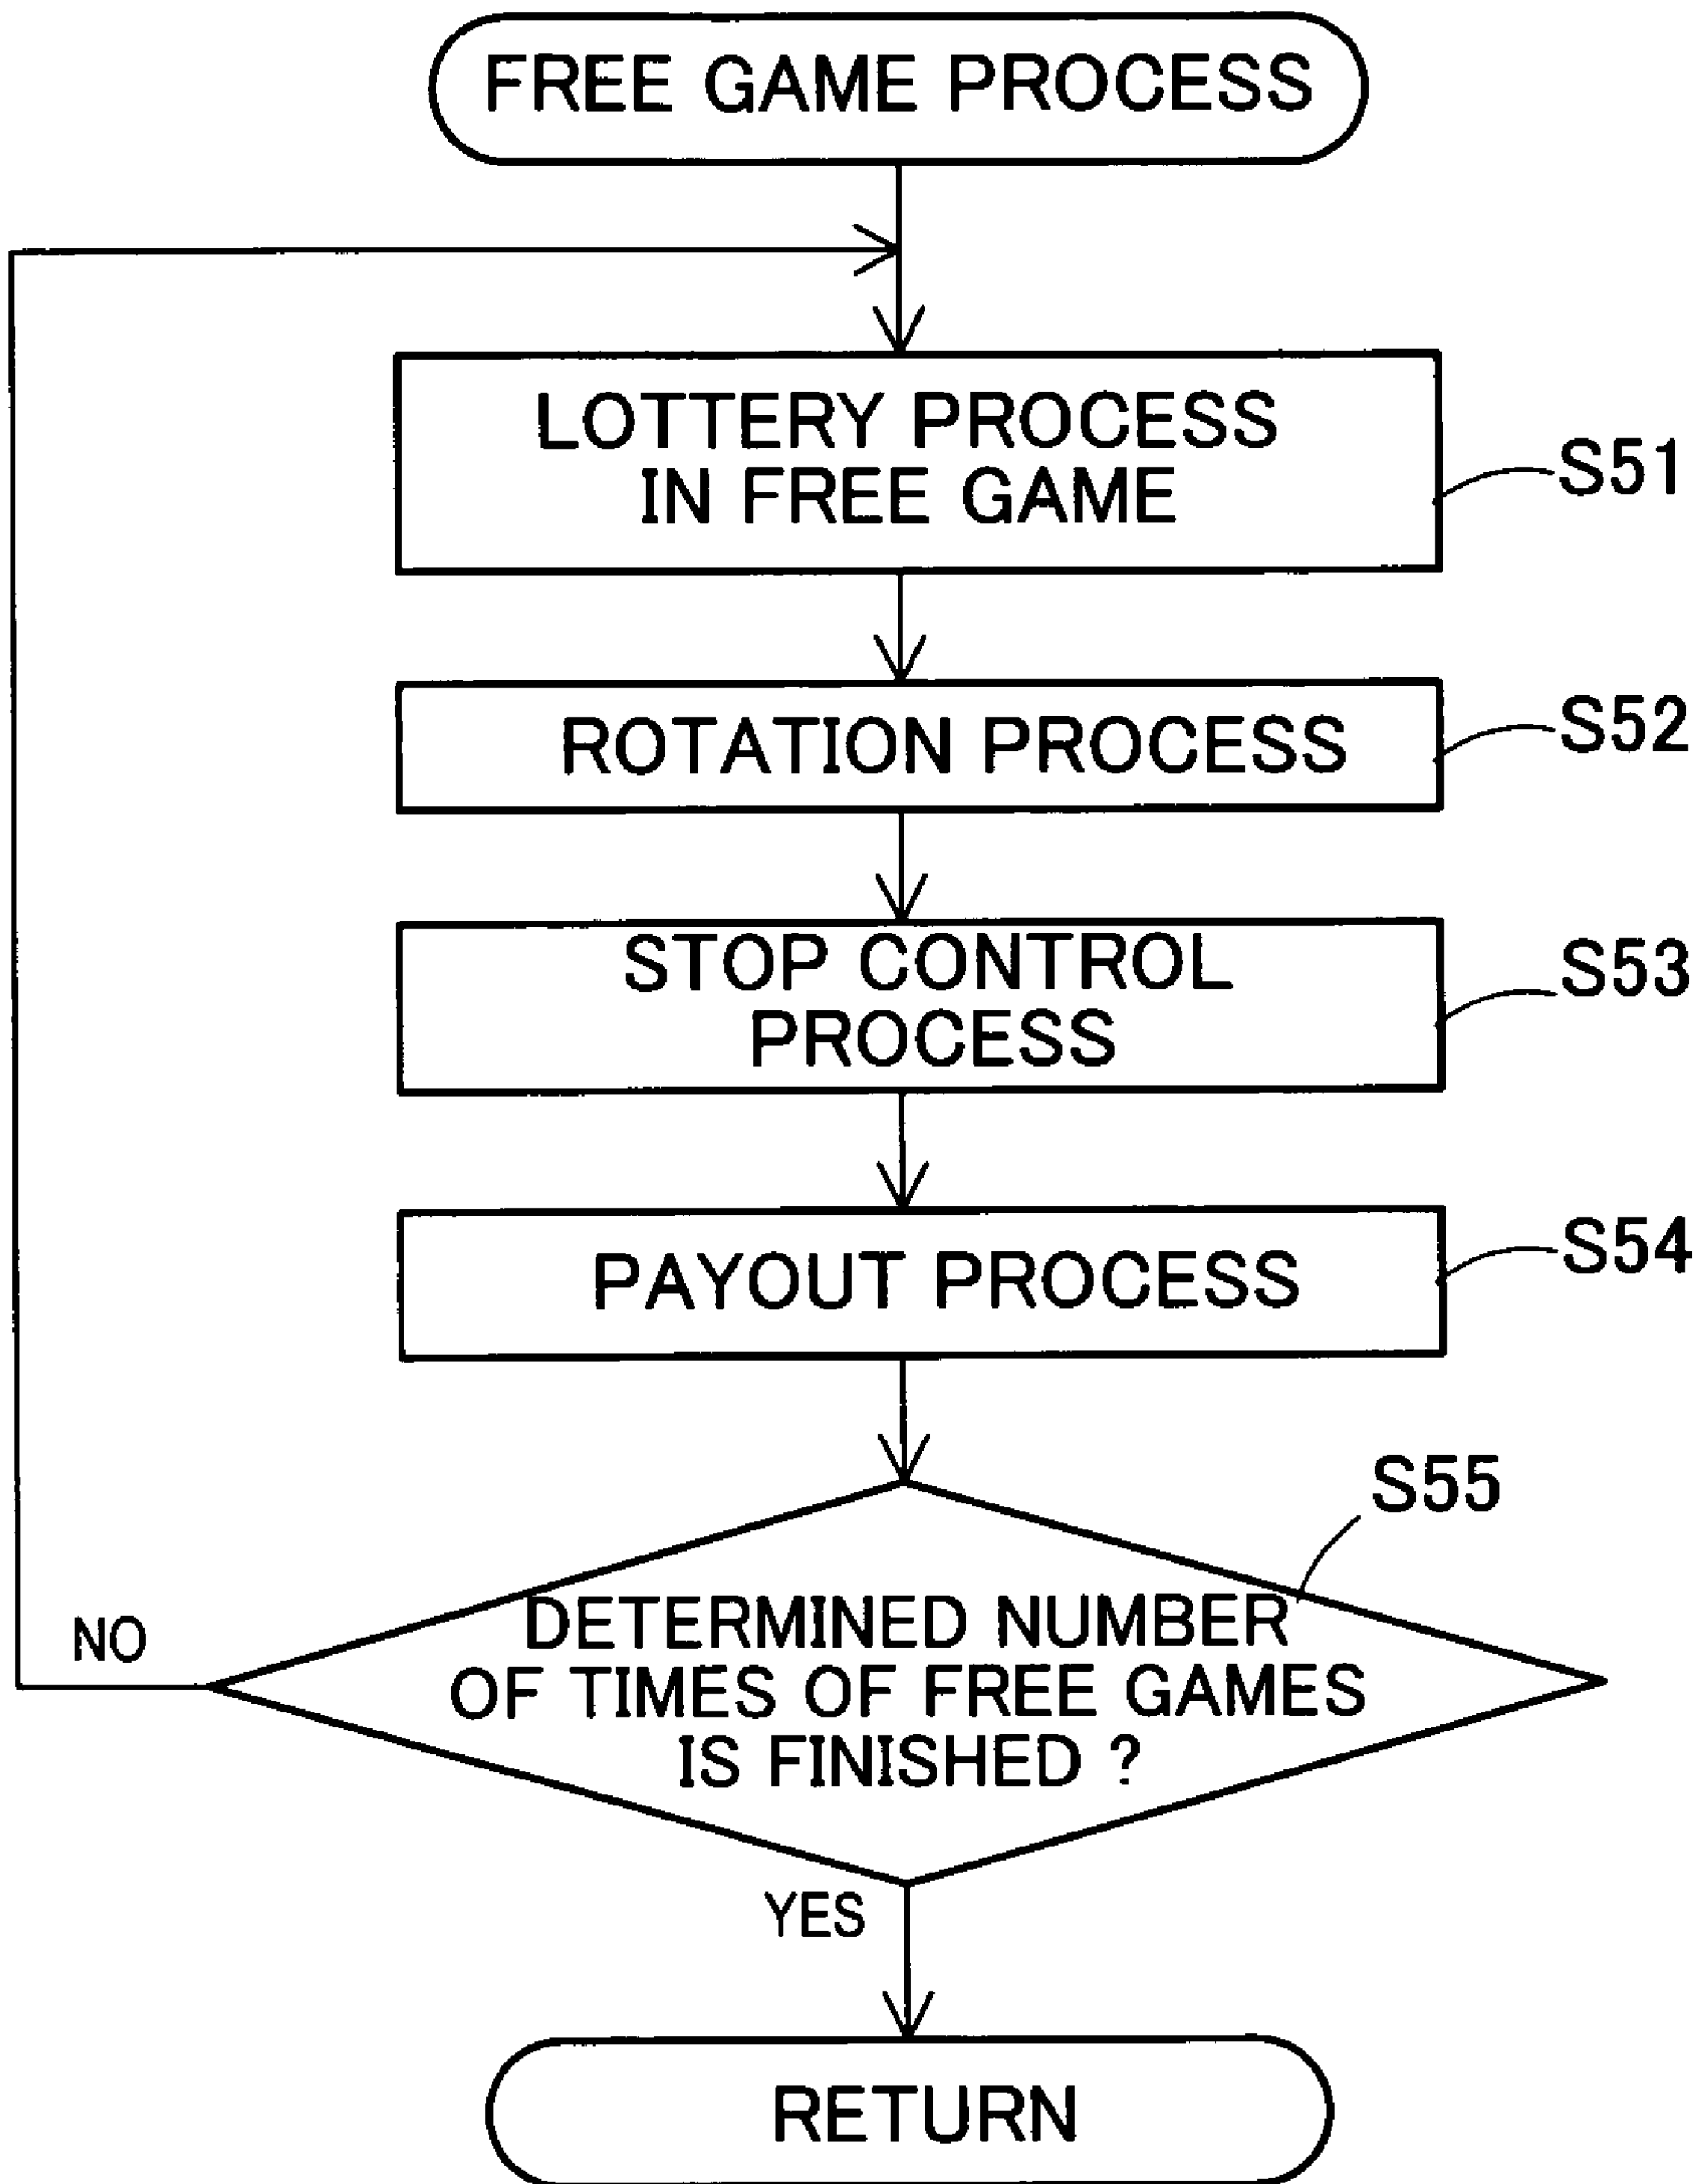 FREE GAME PROCESS
LOTTERY PROCESS
IN FREE GAME
S51
ROTATION PROCESS
S52
STOP CONTROL
PROCESS
S53
PAYOUT PROCESS
S54
S55
DETERMINED NUMBER
OF TIMES OF FREE GAMES
IS FINISHED ?
NO
YES
RETURN